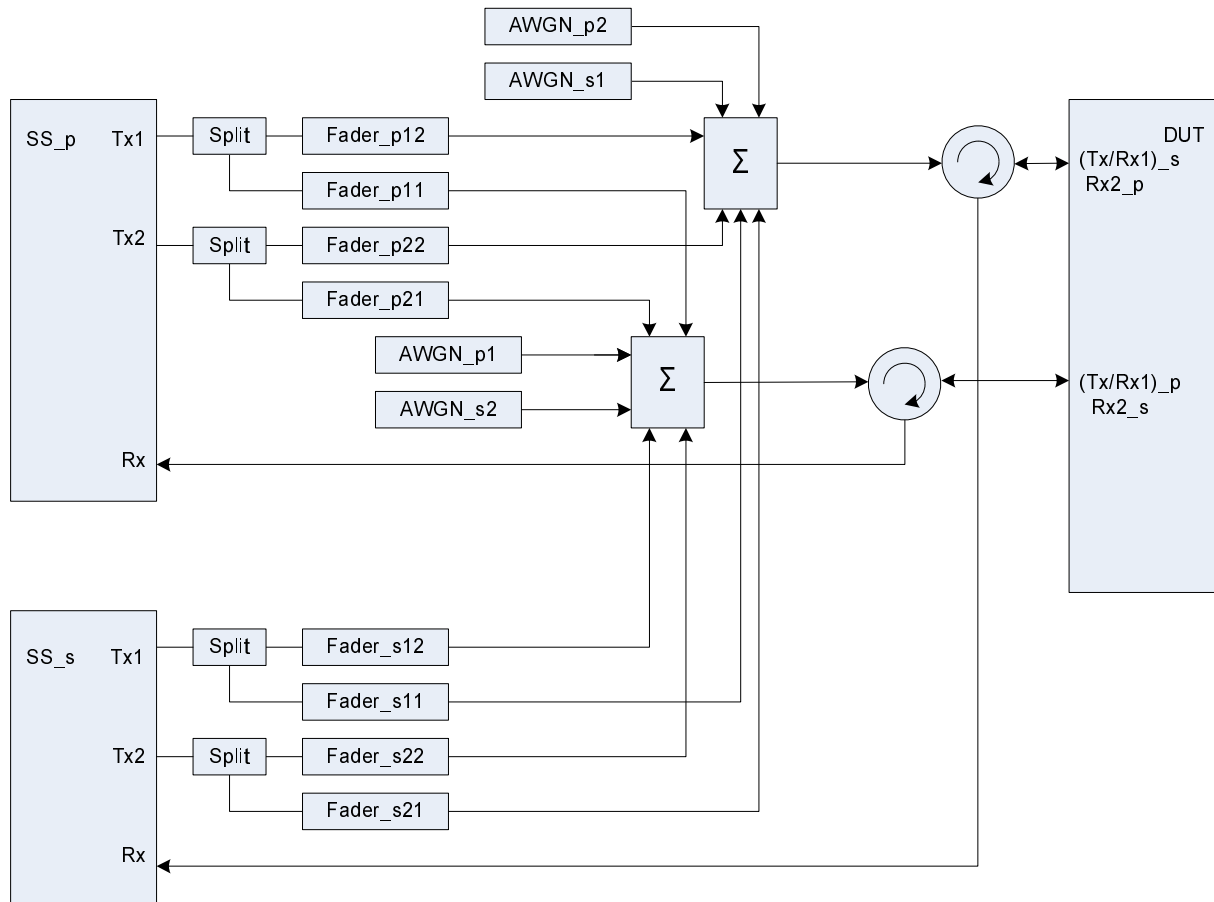 AWGN_p2
AWGN_s1
SS_p Tx1
Split
Fader_p12
Σ
DUT
(Tx/Rx1)_s
Rx2_p
Fader_p11
Tx2
Split
Fader_p22
Fader_p21
AWGN_p1
Σ
AWGN_s2
(Tx/Rx1)_p
Rx2_s
Rx
SS_s Tx1
Split
Fader_s12
Fader_s11
Tx2
Split
Fader_s22
Fader_s21
Rx